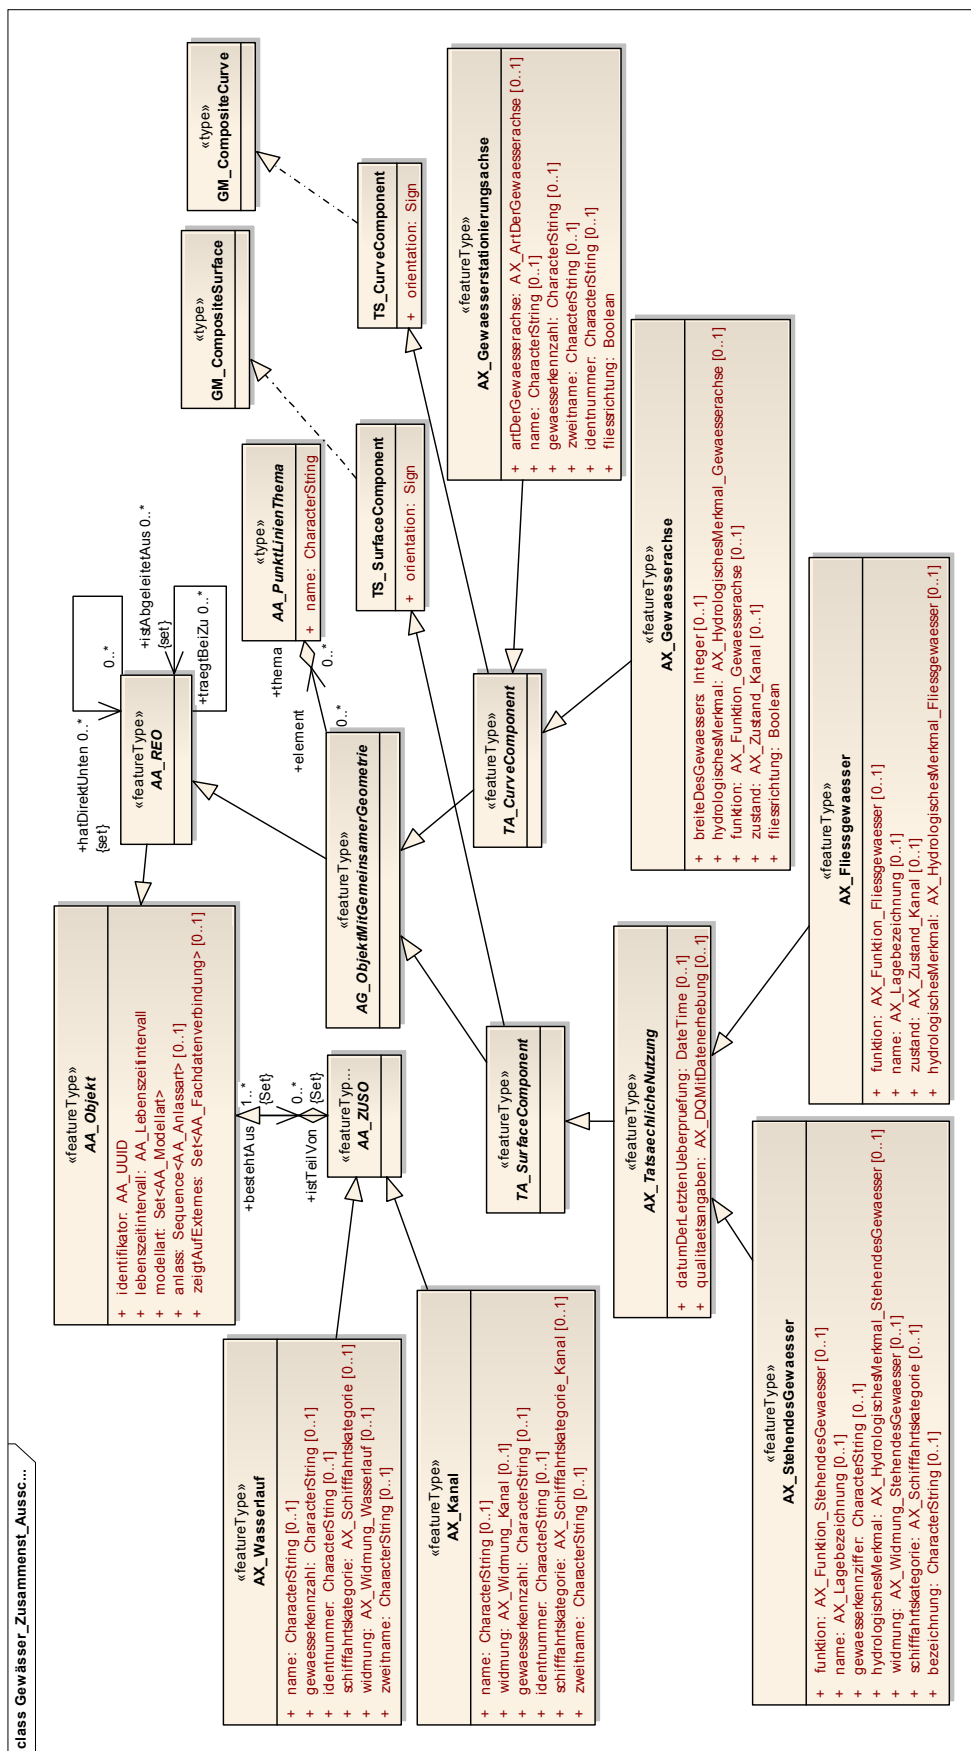 class Gewässer_Zusammenst_Aussc...
«featureType»
AA_Objekt
+ identifikator: AA_UUID
+ lebenszeitintervall: AA_Lebenszeitintervall
+ modellart: Set<AA_Modellart>
+ anlass: Sequence<AA_Anlassart> [0..1]
+ zeigtAufExternes: Set<AA_Fachdatenverbindung> [0..1]
«featureType»
AA_REO
+hatDirektUnten 0..*
{set}
0..*
+istAbgeleitetAus 0..*
{set}
+traegtBeiZu 0..*
«type»
GM_CompositeCurve
«type»
GM_CompositeSurface
«type»
AA_PunktLinienThema
+ name: CharacterString
+thema
0..*
+element
0..*
TS_CurveComponent
+ orientation: Sign
TS_SurfaceComponent
+ orientation: Sign
+bestehtAus
1..*
{Set}
+istTeilVon
0..*
{Set}
«featureTyp...
AA_ZUSO
«featureType»
AG_ObjektMitGemeinsamerGeometrie
«featureType»
AX_Wasserlauf
+ name: CharacterString [0..1]
+ gewaesserkennzahl: CharacterString [0..1]
+ identnummer: CharacterString [0..1]
+ schifffahrtskategorie: AX_Schifffahrtskategorie [0..1]
+ widmung: AX_Widmung_Wasserlauf [0..1]
+ zweitname: CharacterString [0..1]
«featureType»
AX_Kanal
+ name: CharacterString [0..1]
+ widmung: AX_Widmung_Kanal [0..1]
+ gewaesserkennzahl: CharacterString [0..1]
+ identnummer: CharacterString [0..1]
+ schifffahrtskategorie: AX_Schifffahrtskategorie_Kanal [0..1]
+ zweitname: CharacterString [0..1]
«featureType»
TA_SurfaceComponent
«featureType»
TA_CurveComponent
«featureType»
AX_Gewaesserstationierungsachse
+ artDerGewaesserachse: AX_ArtDerGewaesserachse [0..1]
+ name: CharacterString [0..1]
+ gewaesserkennzahl: CharacterString [0..1]
+ zweitname: CharacterString [0..1]
+ identnummer: CharacterString [0..1]
+ fliessrichtung: Boolean
«featureType»
AX_TatsaechlicheNutzung
+ datumDerLetztenUeberpruefung: DateTime [0..1]
+ qualitaetsangaben: AX_DQMitDatenerhebung [0..1]
«featureType»
AX_Gewaesserachse
+ breiteDesGewaessers: Integer [0..1]
+ hydrologischesMerkmal: AX_HydrologischesMerkmal_Gewaesserachse [0..1]
+ funktion: AX_Funktion_Gewaesserachse [0..1]
+ zustand: AX_Zustand_Kanal [0..1]
+ fliessrichtung: Boolean
«featureType»
AX_StehendesGewaesser
+ funktion: AX_Funktion_StehendesGewaesser [0..1]
+ name: AX_Lagebezeichnung [0..1]
+ gewaesserkennziffer: CharacterString [0..1]
+ hydrologischesMerkmal: AX_HydrologischesMerkmal_StehendesGewaesser [0..1]
+ widmung: AX_Widmung_StehendesGewaesser [0..1]
+ schifffahrtskategorie: AX_Schifffahrtskategorie [0..1]
+ bezeichnung: CharacterString [0..1]
«featureType»
AX_Fliessgewaesser
+ funktion: AX_Funktion_Fliessgewaesser [0..1]
+ name: AX_Lagebezeichnung [0..1]
+ zustand: AX_Zustand_Kanal [0..1]
+ hydrologischesMerkmal: AX_HydrologischesMerkmal_Fliessgewaesser [0..1]